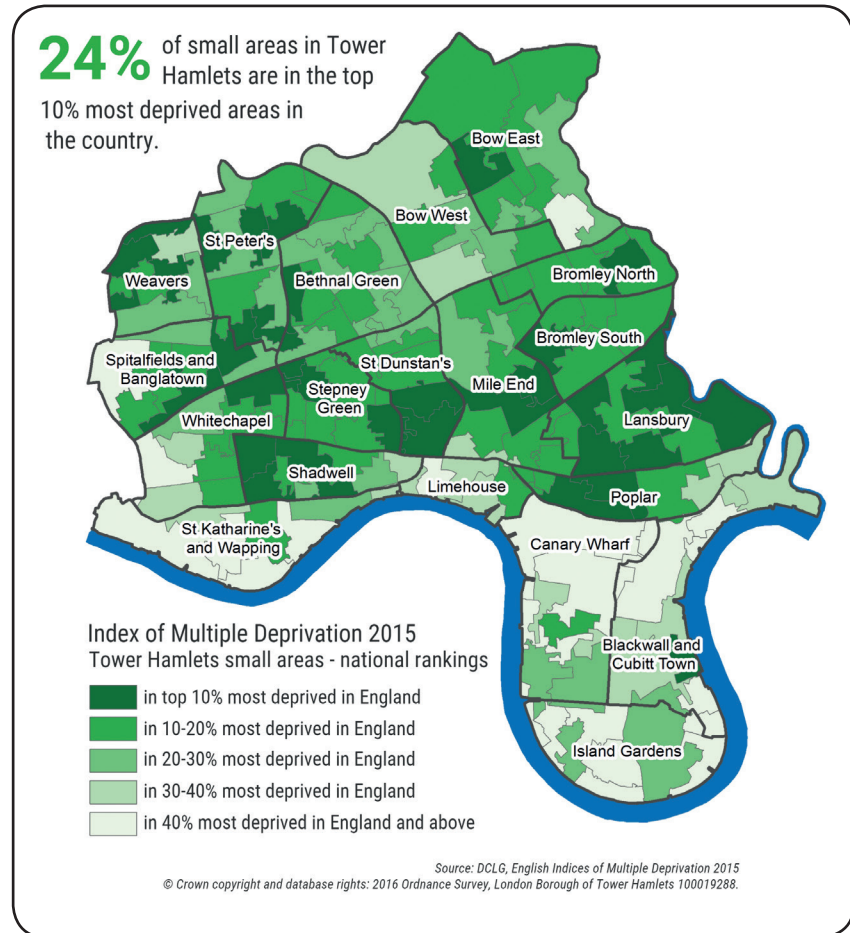 24% of small areas in Tower
Hamlets are in the top
10% most deprived areas in
the country.
Bow East
Bow West
St Peter's
Weavers
Bethnal Green
Bromley North
Bromley South
Spitalfields and
Banglatown
St Dunstan's
Stepney
Green
Mile End
Whitechapel
Lansbury
Shadwell
Limehouse
Poplar
St Katharine's
and Wapping
Canary Wharf
Blackwall and
Cubitt Town
Island Gardens
Index of Multiple Deprivation 2015
Tower Hamlets small areas - national rankings
in top 10% most deprived in England
in 10-20% most deprived in England
in 20-30% most deprived in England
in 30-40% most deprived in England
in 40% most deprived in England and above
Source: DCLG, English Indices of Multiple Deprivation 2015
© Crown copyright and database rights: 2016 Ordnance Survey, London Borough of Tower Hamlets 100019288.